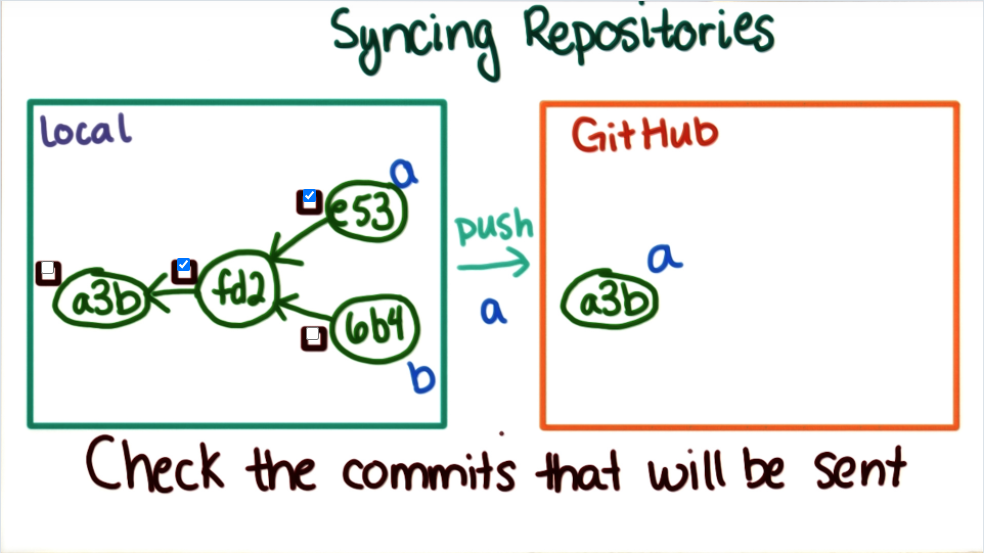 Syncing Repositories
local
GitHub
a
e53
push
a3b
fd2
a
a
a3b
6b4
b
Check the commits that will be sent